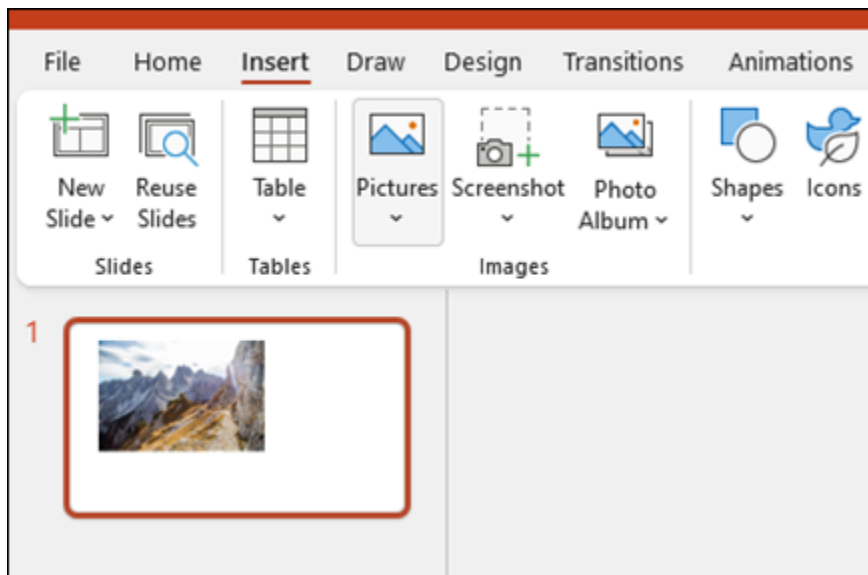 File Home Insert Draw Design Transitions Animations
New Slide Reuse Slides Table Pictures Screenshot Photo Album Shapes Icons
Slides Tables Images
1